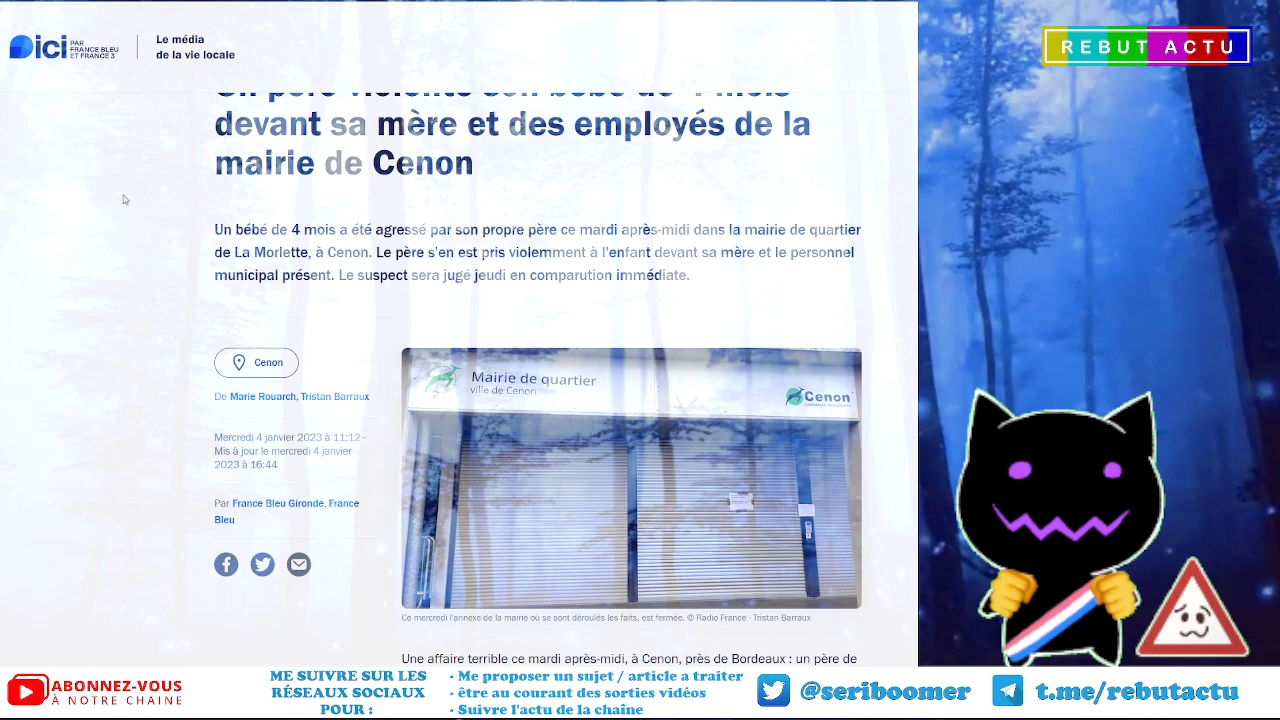 ici PAR
FRANCE BLEU
ET FRANCE 3
Le média
de la vie locale
REBUT ACTU
Un père violente son bébé de 4 mois
devant sa mère et des employés de la
mairie de Cenon
Un bébé de 4 mois a été agressé par son propre père ce mardi après-midi dans la mairie de quartier
de La Morlette, à Cenon. Le père s'en est pris violemment à l'enfant devant sa mère et le personnel
municipal présent. Le suspect sera jugé jeudi en comparution immédiate.
Cenon
De Marie Rouarch, Tristan Barraux
Mercredi 4 janvier 2023 à 11:12 -
Mis à jour le mercredi 4 janvier
2023 à 16:44
Par France Bleu Gironde, France
Bleu
Mairie de quartier
ville de Cenon
Cenon
Ce mercredi l'annexe de la mairie où se sont déroulés les faits, est fermée. © Radio France - Tristan Barraux
Une affaire terrible ce mardi après-midi, à Cenon, près de Bordeaux : un père de
ABONNEZ-VOUS
À NOTRE CHAINE
ME SUIVRE SUR LES
RÉSEAUX SOCIAUX
POUR :
- Me proposer un sujet / article a traiter
- être au courant des sorties vidéos
- Suivre l'actu de la chaîne
@seriboomer
t.me/rebutactu